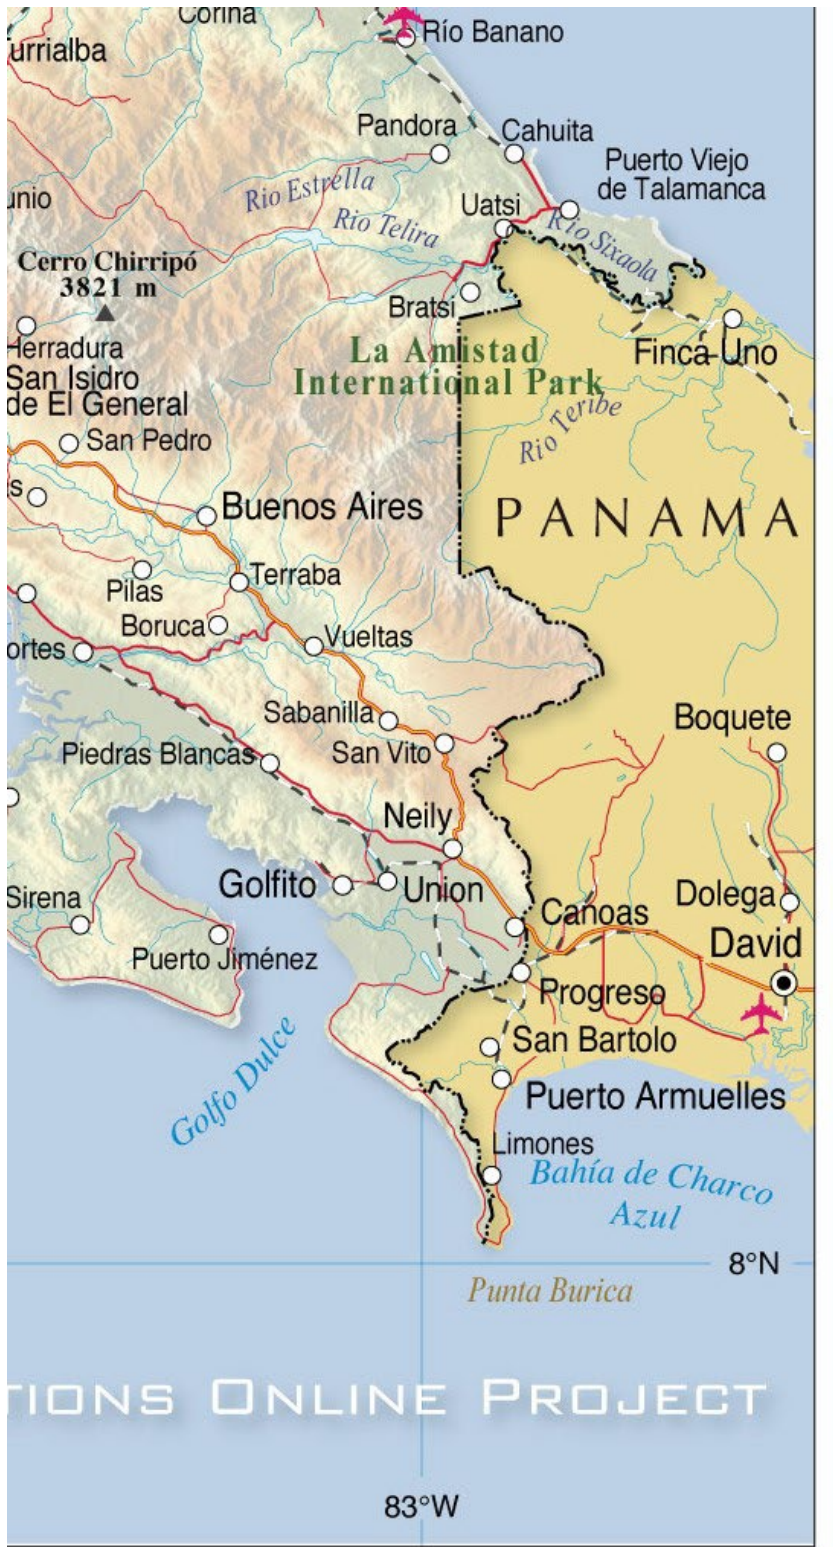 Corina
urrialba
Río Banano
Pandora
Cahuita
Puerto Viejo
de Talamanca
Rio Estrella
unio
Uatsi
Rio Telira
Rio Sixaola
Cerro Chirripó
3821 m
Bratsi
Herradura
La Amistad
International Park
Finca Uno
San Isidro
de El General
Rio Teribe
San Pedro
s
Buenos Aires
PANAMA
Terraba
Pilas
Boruca
Vueltas
ortes
Sabanilla
Boquete
Piedras Blancas
San Vito
Neily
Golfito
Union
Sirena
Canoas
Dolega
Puerto Jiménez
David
Progreso
San Bartolo
Golfo Dulce
Puerto Armuelles
Limones
Bahía de Charco
Azul
8°N
Punta Burica
TIONS ONLINE PROJECT
83°W